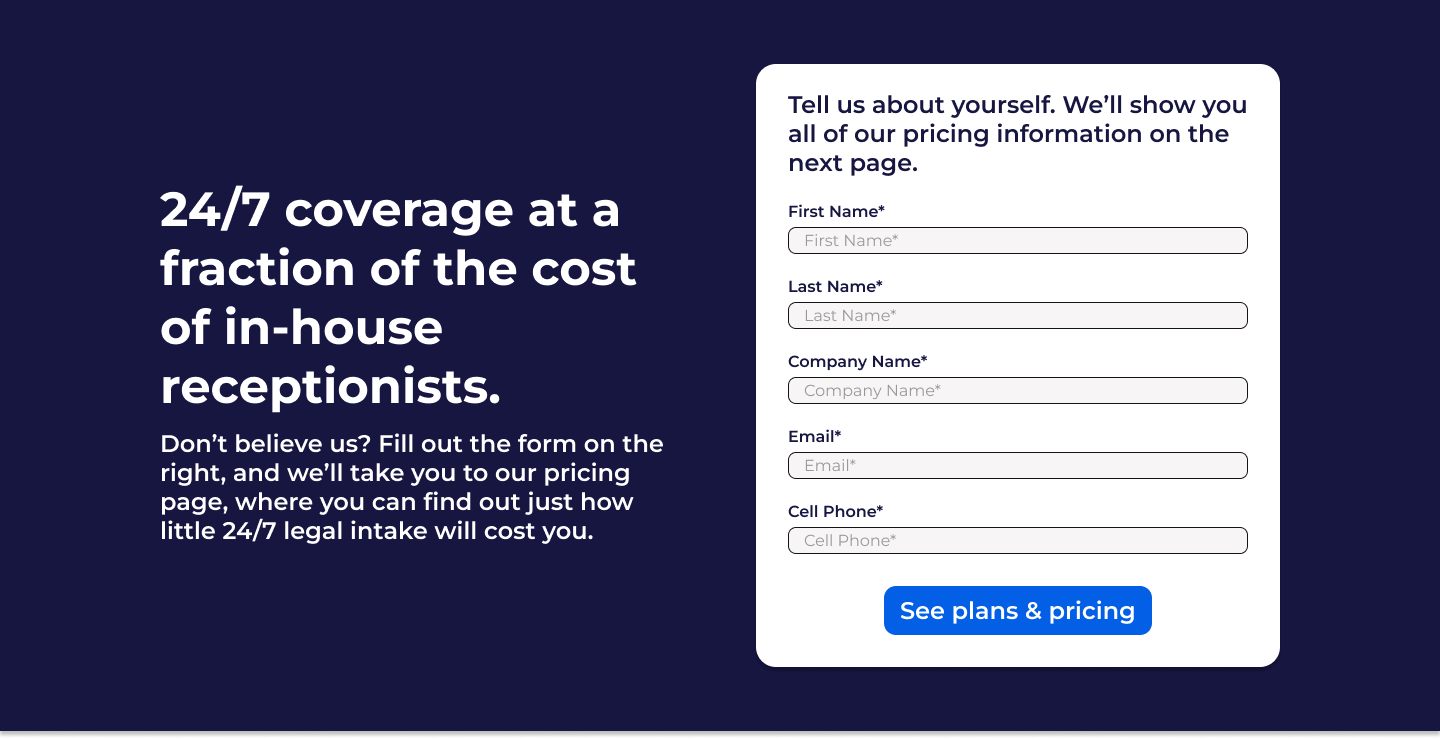 24/7 coverage at a
fraction of the cost
of in-house
receptionists.
Don’t believe us? Fill out the form on the
right, and we’ll take you to our pricing
page, where you can find out just how
little 24/7 legal intake will cost you.
Tell us about yourself. We’ll show you
all of our pricing information on the
next page.
First Name*
First Name*
Last Name*
Last Name*
Company Name*
Company Name*
Email*
Email*
Cell Phone*
Cell Phone*
See plans & pricing